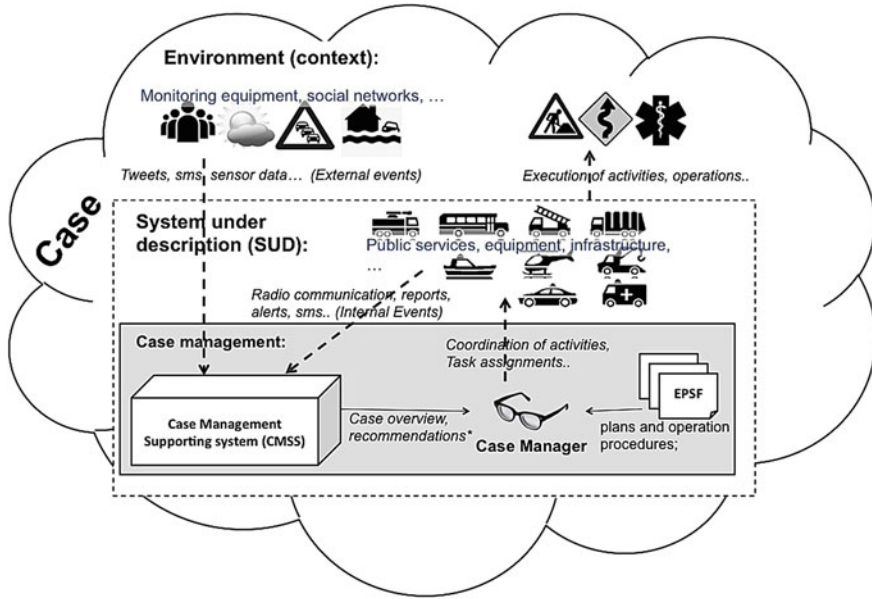 Environment (context):
Monitoring equipment, social networks, …
Tweets, sms, sensor data… (External events)
Execution of activities, operations..
Case
System under
description (SUD):
Public services, equipment, infrastructure,
…
Radio communication, reports,
alerts, sms.. (Internal Events)
Case management:
Coordination of activities,
Task assignments..
Case Management
Supporting system (CMSS)
Case overview,
recommendations*
Case Manager
EPSF
plans and operation
procedures;